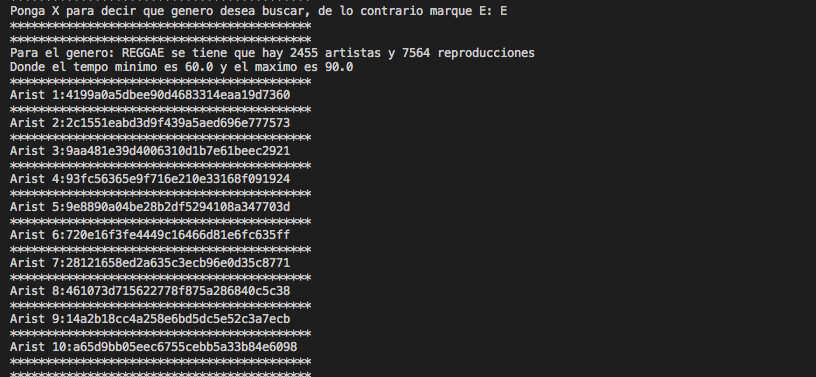 Ponga X para decir que genero desea buscar, de lo contrario marque E: E
*******************************************
*******************************************
Para el genero: REGGAE se tiene que hay 2455 artistas y 7564 reproducciones
Donde el tempo minimo es 60.0 y el maximo es 90.0
*******************************************
Arist 1:4199a0a5dbee90d4683314eaa19d7360
*******************************************
Arist 2:2c1551eabd3d9f439a5aed696e777573
*******************************************
Arist 3:9aa481e39d4006310d1b7e61beec2921
*******************************************
Arist 4:93fc56365e9f716e210e33168f091924
*******************************************
Arist 5:9e8890a04be28b2df5294108a347703d
*******************************************
Arist 6:720e16f3fe4449c16466d81e6fc635ff
*******************************************
Arist 7:28121658ed2a635c3ecb96e0d35c8771
*******************************************
Arist 8:461073d715622778f875a286840c5c38
*******************************************
Arist 9:14a2b18cc4a258e6bd5dc5e52c3a7ecb
*******************************************
Arist 10:a65d9bb05eec6755cebb5a33b84e6098
*******************************************
*******************************************